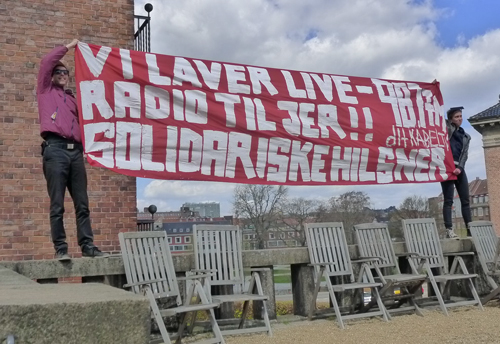 VI LAVER LIVE-
RADIO TIL JER!!
SOLIDARISKE HILSNER